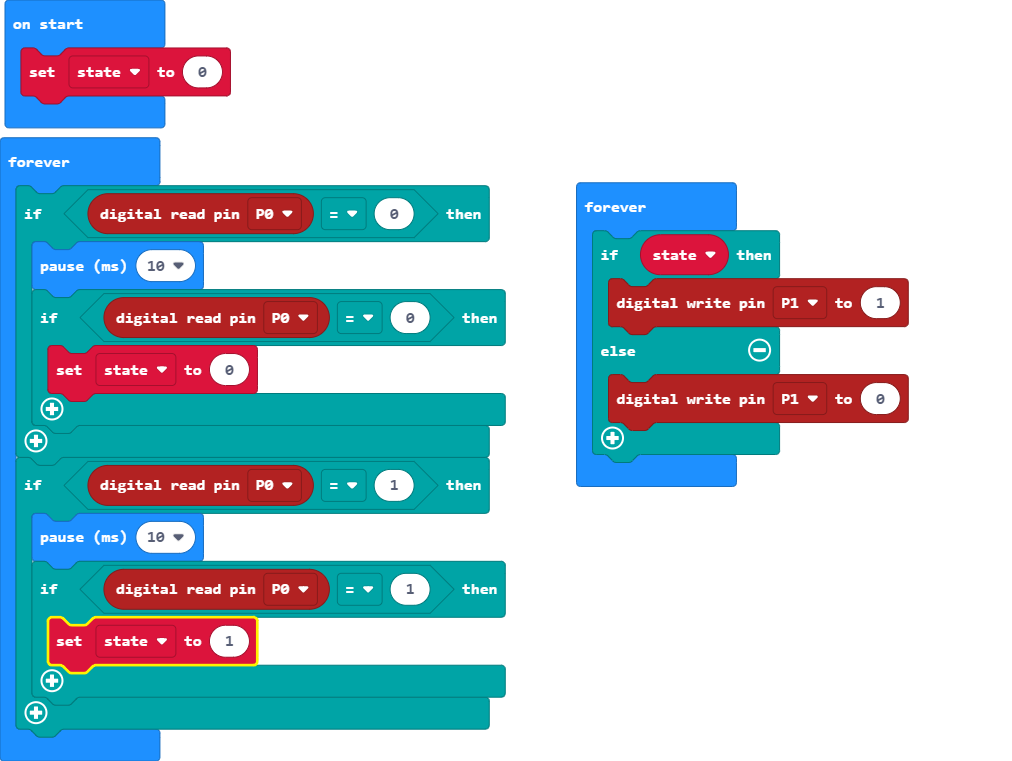 on start
set state to 0
forever
if digital read pin P0 = 0 then
pause (ms) 10
if digital read pin P0 = 0 then
set state to 0
if digital read pin P0 = 1 then
pause (ms) 10
if digital read pin P0 = 1 then
set state to 1
forever
if state then
digital write pin P1 to 1
else
digital write pin P1 to 0